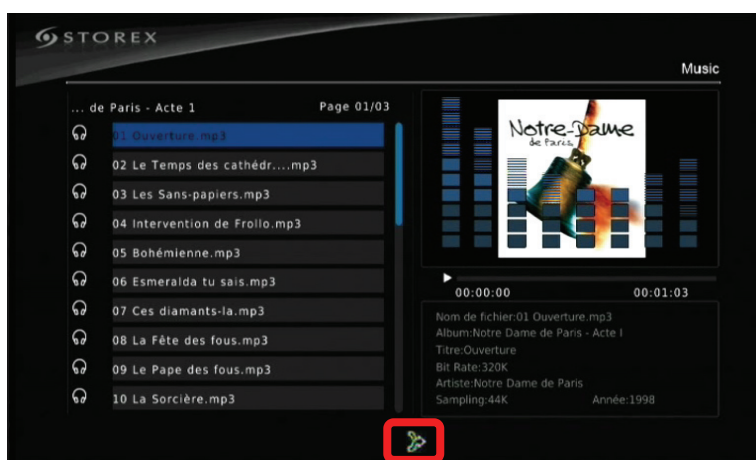 STOREX
Music
... de Paris - Acte 1 Page 01/03
01 Ouverture.mp3
02 Le Temps des cathédr....mp3
03 Les Sans-papiers.mp3
04 Intervention de Frollo.mp3
05 Bohémienne.mp3
06 Esmeralda tu sais.mp3
07 Ces diamants-la.mp3
08 La Fête des fous.mp3
09 Le Pape des fous.mp3
10 La Sorcière.mp3
Notre-Dame
de Paris
00:00:00 00:01:03
Nom de fichier:01 Ouverture.mp3
Album:Notre Dame de Paris - Acte I
Titre:Ouverture
Bit Rate:320K
Artiste:Notre Dame de Paris
Sampling:44K Année:1998